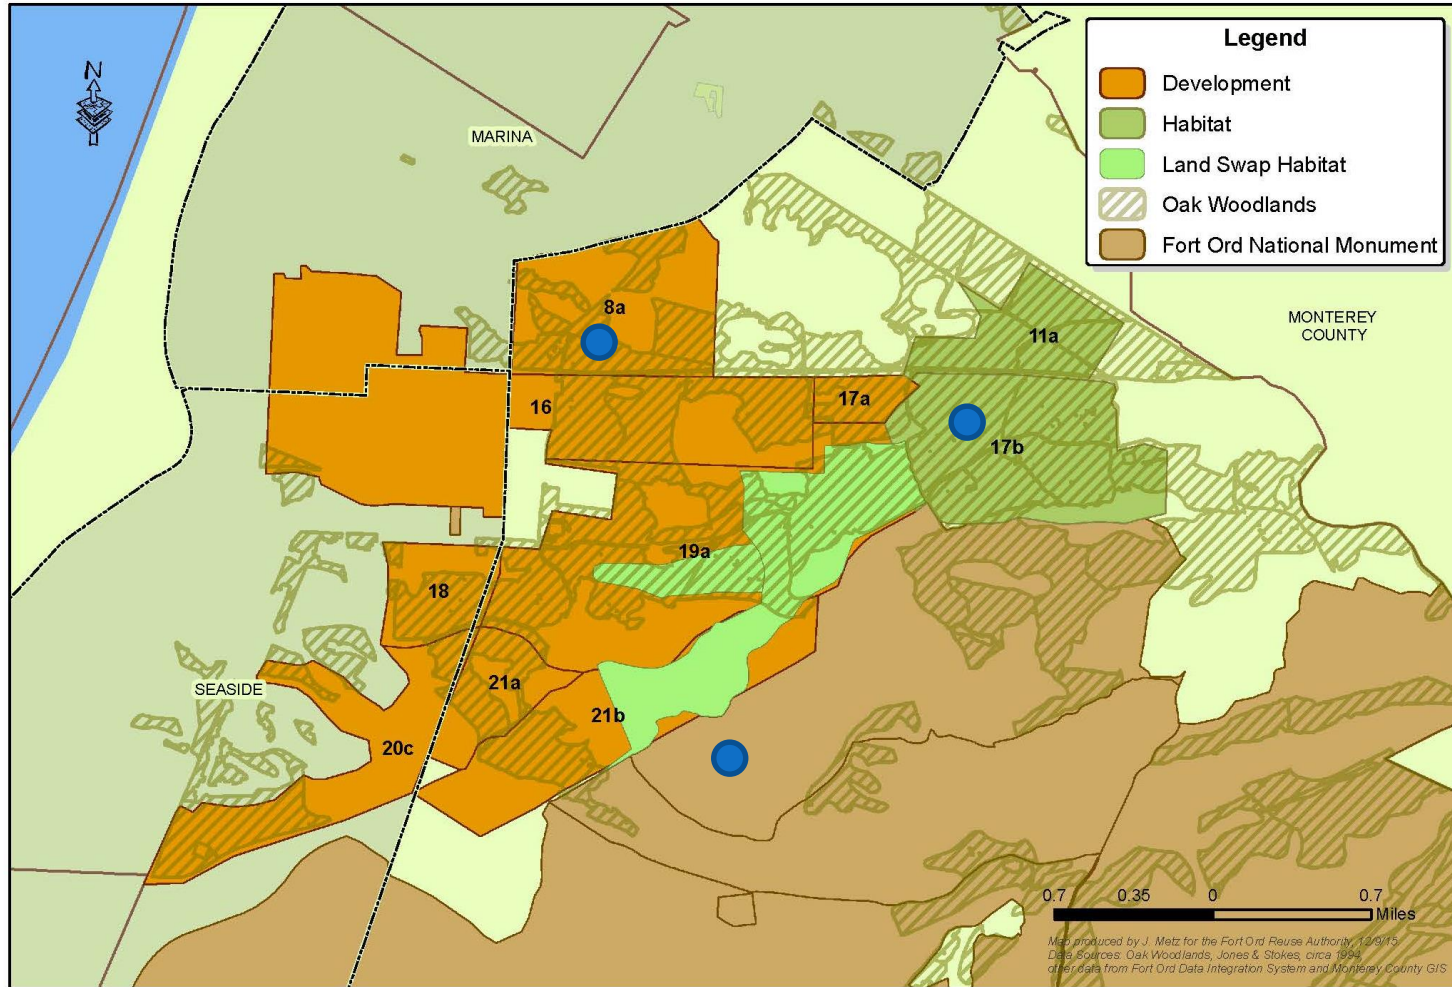 Legend
Development
Habitat
Land Swap Habitat
Oak Woodlands
Fort Ord National Monument
N
MARINA
MONTEREY
COUNTY
8a
11a
16
17a
17b
19a
18
21a
SEASIDE
21b
20c
0.7 0.35 0 0.7
Miles
Map produced by J. Metz for the Fort Ord Reuse Authority, 12/9/15
Data Sources: Oak Woodlands, Jones & Stokes, circa 1994,
other data from Fort Ord Data Integration System and Monterey County GIS